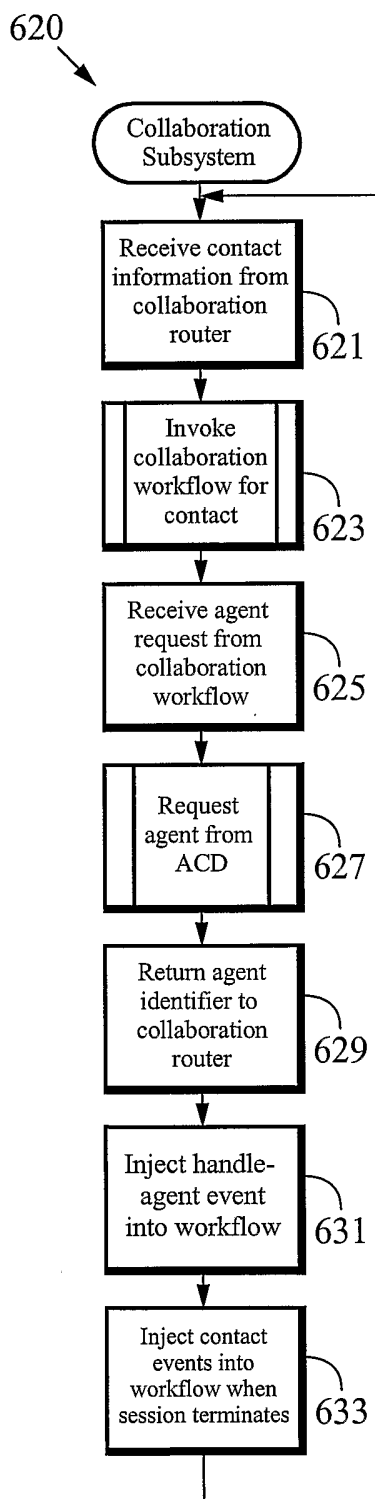 620
Collaboration
Subsystem
Receive contact
information from
collaboration
router
621
Invoke
collaboration
workflow for
contact
623
Receive agent
request from
collaboration
workflow
625
Request
agent from
ACD
627
Return agent
identifier to
collaboration
router
629
Inject handle-
agent event
into workflow
631
Inject contact
events into
workflow when
session terminates
633